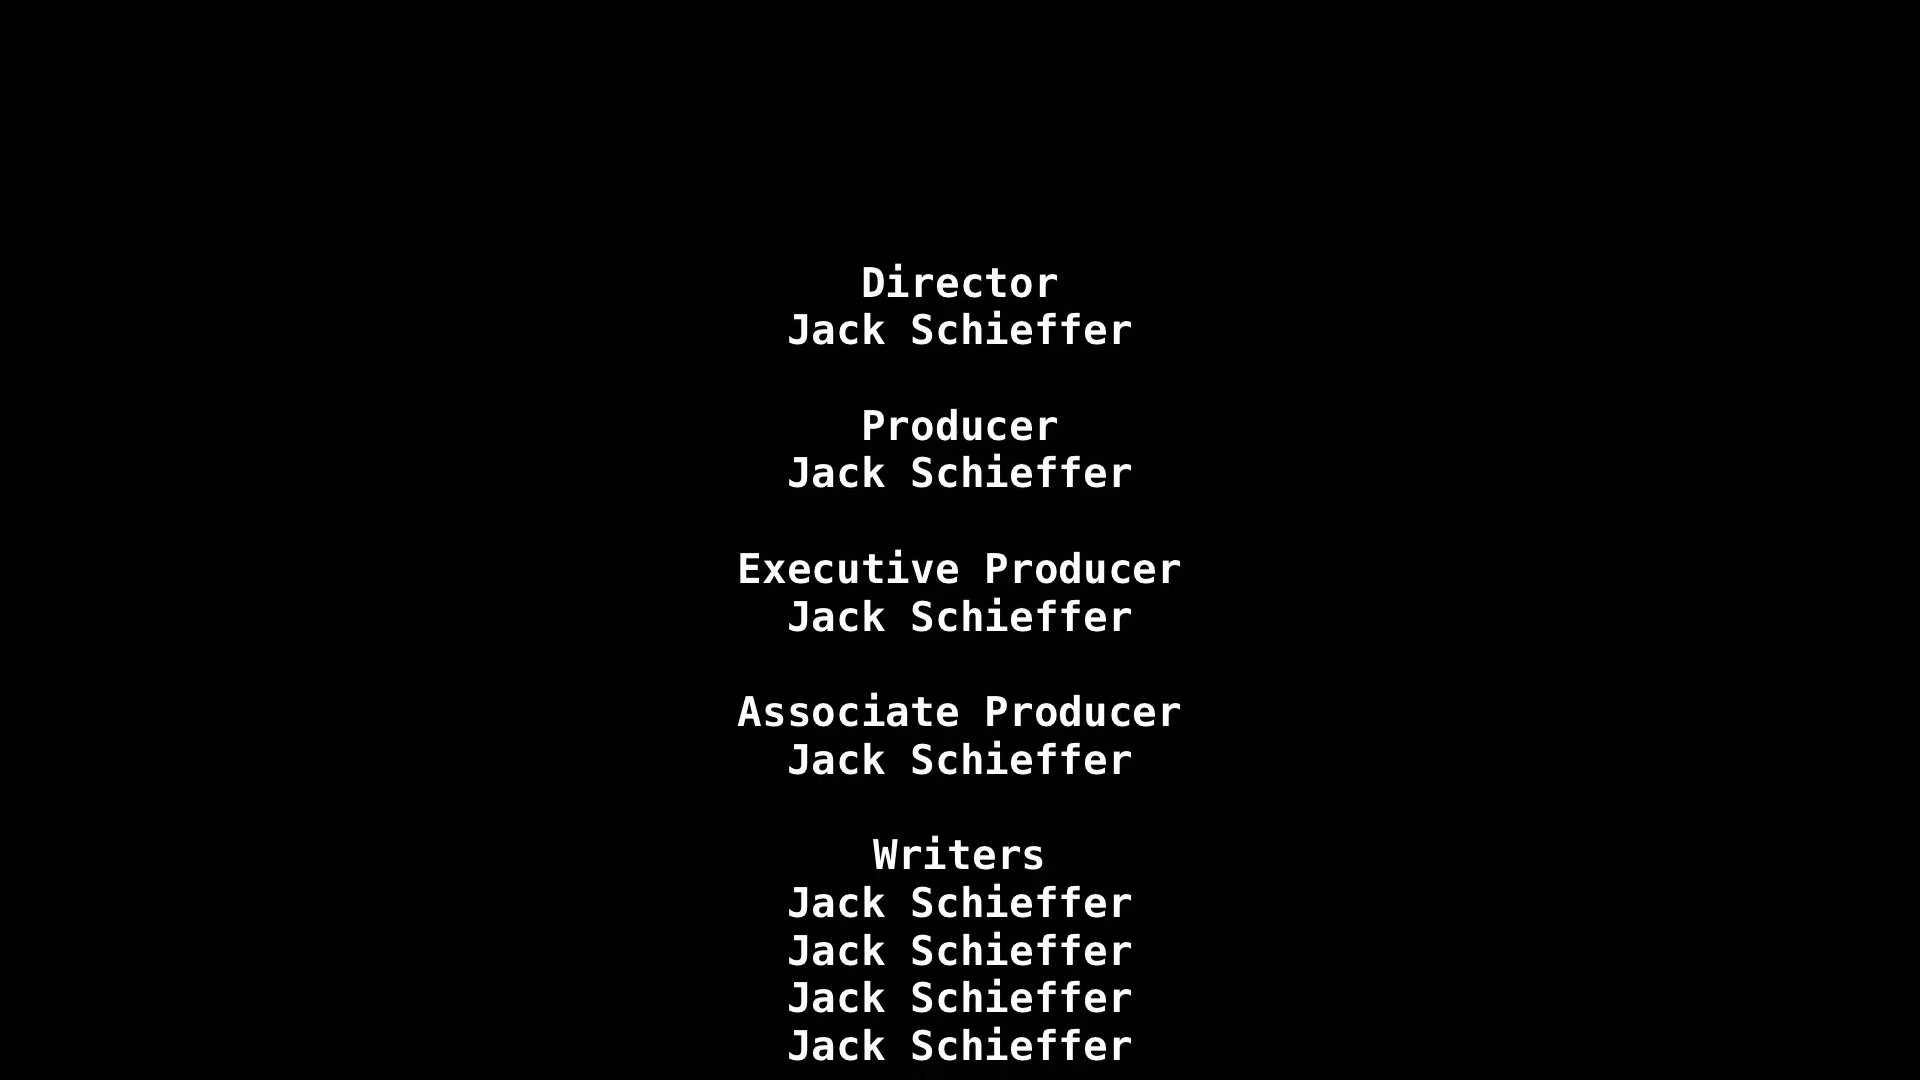 Director
Jack Schieffer
Producer
Jack Schieffer
Executive Producer
Jack Schieffer
Associate Producer
Jack Schieffer
Writers
Jack Schieffer
Jack Schieffer
Jack Schieffer
Jack Schieffer